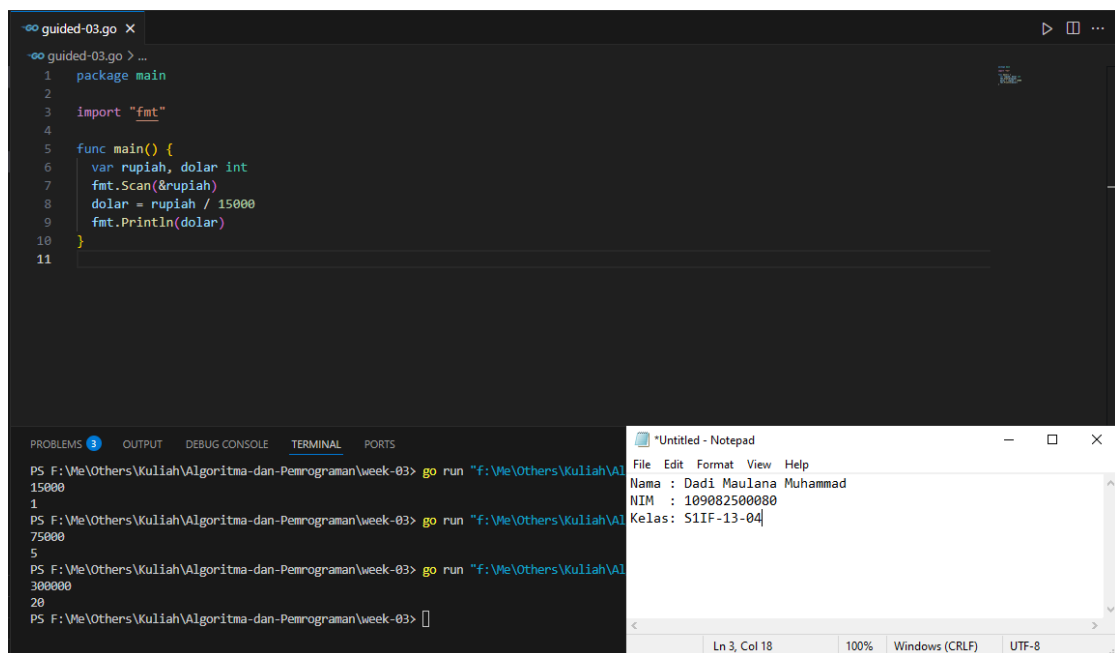 guided-03.go
guided-03.go > ...
1 package main
2
3 import "fmt"
4
5 func main() {
6 var rupiah, dolar int
7 fmt.Scan(&rupiah)
8 dolar = rupiah / 15000
9 fmt.Println(dolar)
10 }
11
PROBLEMS 3 OUTPUT DEBUG CONSOLE TERMINAL PORTS
PS F:\Me\Others\Kuliah\Algoritma-dan-Pemrograman\week-03> go run "f:\Me\Others\Kuliah\Al
15000
1
PS F:\Me\Others\Kuliah\Algoritma-dan-Pemrograman\week-03> go run "f:\Me\Others\Kuliah\Al
75000
5
PS F:\Me\Others\Kuliah\Algoritma-dan-Pemrograman\week-03> go run "f:\Me\Others\Kuliah\Al
300000
20
PS F:\Me\Others\Kuliah\Algoritma-dan-Pemrograman\week-03>
*Untitled - Notepad
File Edit Format View Help
Nama : Dadi Maulana Muhammad
NIM : 109082500080
Kelas: S1IF-13-04
Ln 3, Col 18 100% Windows (CRLF) UTF-8